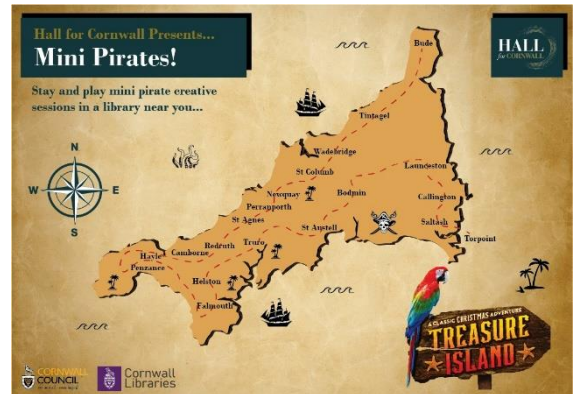 Hall for Cornwall Presents...
Mini Pirates!
Stay and play mini pirate creative
sessions in a library near you...
HALL
for CORNWALL
N
W
E
S
Bude
Tintagel
Wadebridge
Launceston
St Columb
Newquay
Bodmin
Callington
Perranporth
St Agnes
St Austell
Saltash
Torpoint
Redruth
Truro
Hayle
Camborne
Penzance
Helston
Falmouth
A CLASSIC CHRISTMAS ADVENTURE
TREASURE
ISLAND
CORNWALL
COUNCIL
Cornwall
Libraries